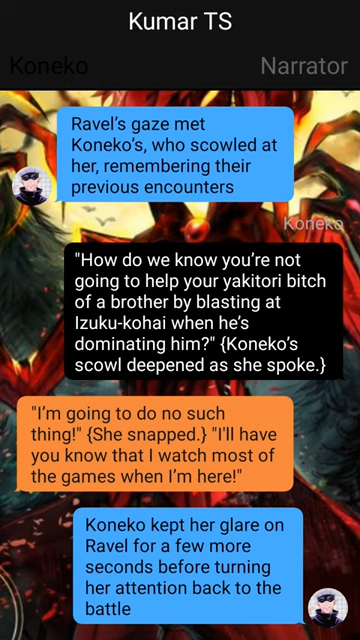 Kumar TS
Koneko
Narrator
Ravel’s gaze met
Koneko’s, who scowled at
her, remembering their
previous encounters
Koneko
"How do we know you’re not
going to help your yakitori bitch
of a brother by blasting at
Izuku-kohai when he’s
dominating him?" {Koneko’s
scowl deepened as she spoke.}
"I’m going to do no such
thing!" {She snapped.} "I'll have
you know that I watch most of
the games when I’m here!"
Koneko kept her glare on
Ravel for a few more
seconds before turning
her attention back to the
battle